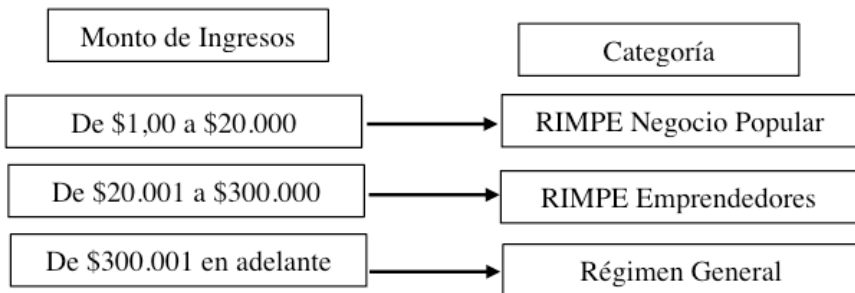 Monto de Ingresos
Categoría
De $1,00 a $20.000
RIMPE Negocio Popular
De $20.001 a $300.000
RIMPE Emprendedores
De $300.001 en adelante
Régimen General